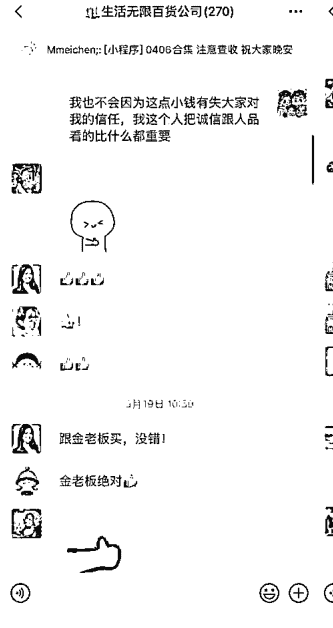 生活无限百货公司(270)
Mmeichen;: [小程序] 0406合集 注意查收 祝大家晚安
我也不会因为这点小钱有失大家对
我的信任，我这个人把诚信跟人品
看的比什么都重要
👍👍👍
👍！
👍👍
月19日 10:30
跟金老板买，没错！
金老板绝对👍